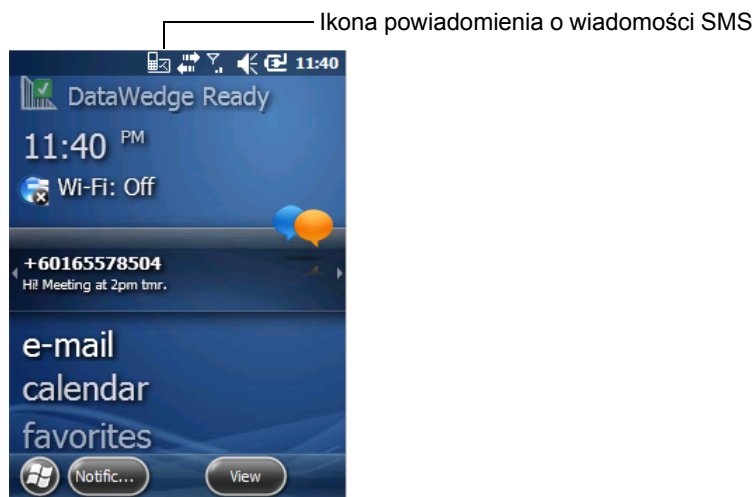 Ikona powiadomienia o wiadomości SMS
11:40
DataWedge Ready
11:40 PM
Wi-Fi: Off
+60165578504
Hi! Meeting at 2pm tmr.
e-mail
calendar
favorites
Notific...
View